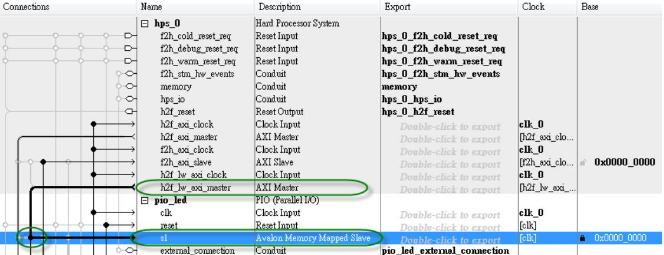 Connections Name Description Export Clock Base
hps_0 Hard Processor System
f2h_cold_reset_req Reset Input hps_0_f2h_cold_reset_req
f2h_debug_reset_req Reset Input hps_0_f2h_debug_reset_req
f2h_warm_reset_req Reset Input hps_0_f2h_warm_reset_req
f2h_stm_hw_events Conduit hps_0_f2h_stm_hw_events
memory Conduit memory
hps_io Conduit hps_0_hps_io
h2f_reset Reset Output hps_0_h2f_reset
h2f_axi_clock Clock Input Double-click to export clk_0
h2f_axi_master AXI Master Double-click to export [h2f_axi_clo...
f2h_axi_clock Clock Input Double-click to export clk_0
f2h_axi_slave AXI Slave Double-click to export [f2h_axi_clo... 0x0000_0000
h2f_lw_axi_clock Clock Input Double-click to export clk_0
h2f_lw_axi_master AXI Master Double-click to export [h2f_lw_axi_...
pio_led PIO (Parallel I/O)
clk Clock Input Double-click to export clk_0
reset Reset Input Double-click to export [clk]
s1 Avalon Memory Mapped Slave Double-click to export [clk] 0x0000_0000
external_connection Conduit pio_led_external_connection